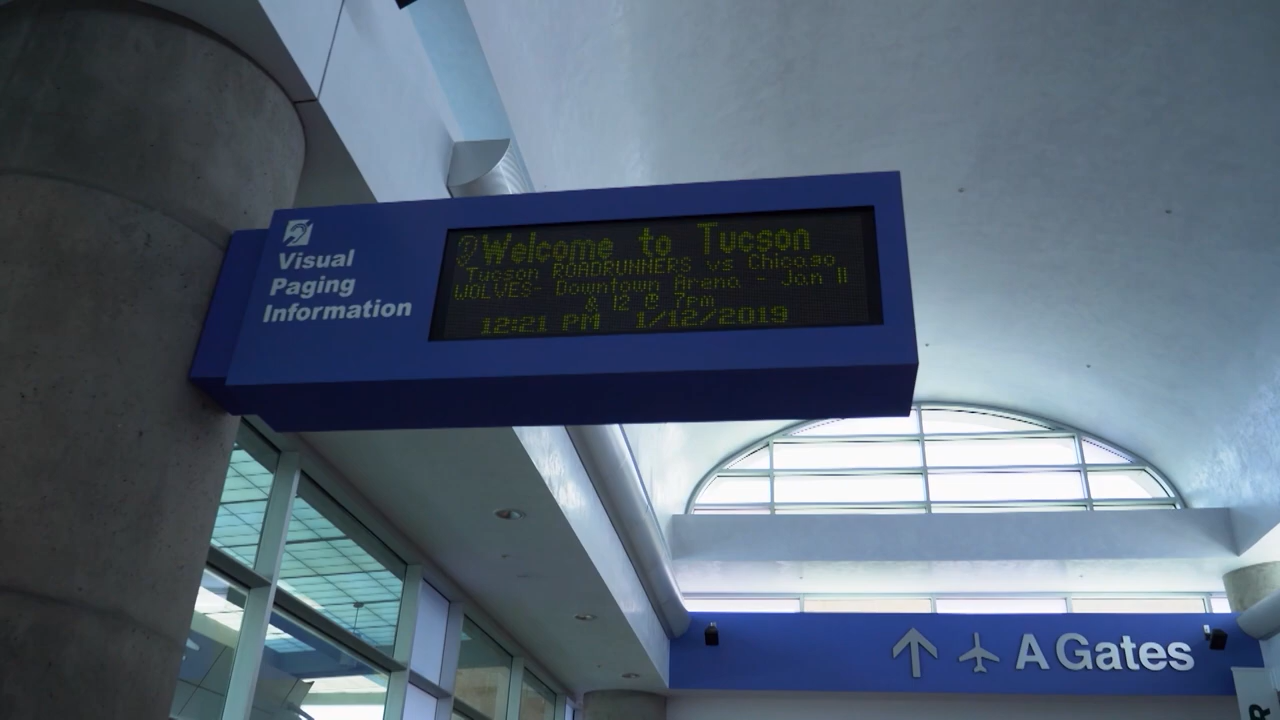 Visual
Paging
Information
Welcome to Tucson
Tucson ROADRUNNERS vs Chicago
WOLVES- Downtown Arena - Jan 11
& 12 @ 7pm
12:21 PM 1/12/2019
A Gates
R